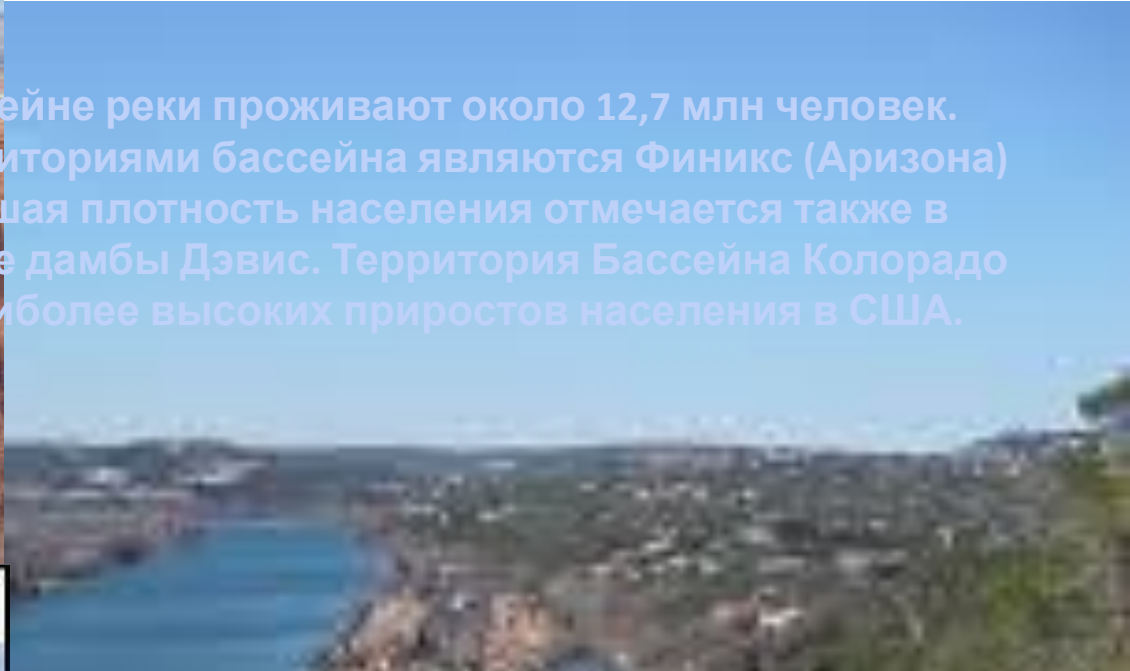 ейне реки проживают около 12,7 млн человек.
иториями бассейна являются Финикс (Аризона)
шая плотность населения отмечается также в
е дамбы Дэвис. Территория Бассейна Колорадо
иболее высоких приростов населения в США.